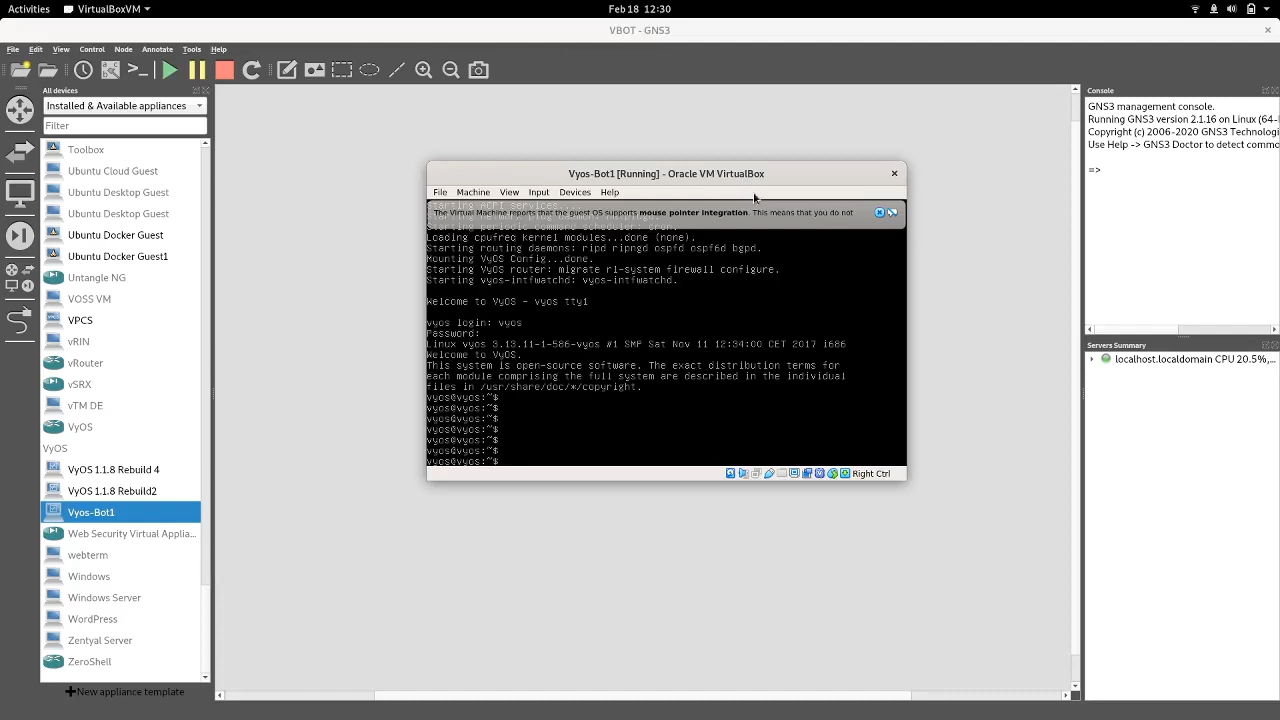 Activities
VirtualBoxVM
Feb 18 12:30
VBOT - GNS3
File Edit View Control Node Annotate Tools Help
All devices
Installed & Available appliances
Filter
Toolbox
Ubuntu Cloud Guest
Ubuntu Desktop Guest
Ubuntu Desktop Guest
Ubuntu Docker Guest
Ubuntu Docker Guest1
Untangle NG
VOSS VM
VPCS
vRIN
vRouter
vSRX
vTM DE
VyOS
VyOS
VyOS 1.1.8 Rebuild 4
VyOS 1.1.8 Rebuild2
Vyos-Bot1
Web Security Virtual Applia...
webterm
Windows
Windows Server
WordPress
Zentyal Server
ZeroShell
New appliance template
Vyos-Bot1 [Running] - Oracle VM VirtualBox
File Machine View Input Devices Help
Starting ACPI services....
The Virtual Machine reports that the guest OS supports mouse pointer integration. This means that you do not
Starting periodic command scheduler: cron.
Loading cpufreq kernel modules...done (none).
Starting routing daemons: ripd ripngd ospfd ospf6d bgpd.
Mounting VyOS Config...done.
Starting VyOS router: migrate rl-system firewall configure.
Starting vyos-intfwatchd: vyos-intfwatchd.
Welcome to VyOS - vyos tty1
vyos login: vyos
Password:
Linux vyos 3.13.11-1-586-vyos #1 SMP Sat Nov 11 12:34:00 CET 2017 i686
Welcome to VyOS.
This system is open-source software. The exact distribution terms for
each module comprising the full system are described in the individual
files in /usr/share/doc/*/copyright.
vyos@vyos:~$
vyos@vyos:~$
vyos@vyos:~$
vyos@vyos:~$
vyos@vyos:~$
vyos@vyos:~$
vyos@vyos:~$
Right Ctrl
Console
GNS3 management console.
Running GNS3 version 2.1.16 on Linux (64-
Copyright (c) 2006-2020 GNS3 Technologi
Use Help -> GNS3 Doctor to detect commo
=>
Servers Summary
localhost.localdomain CPU 20.5%,...